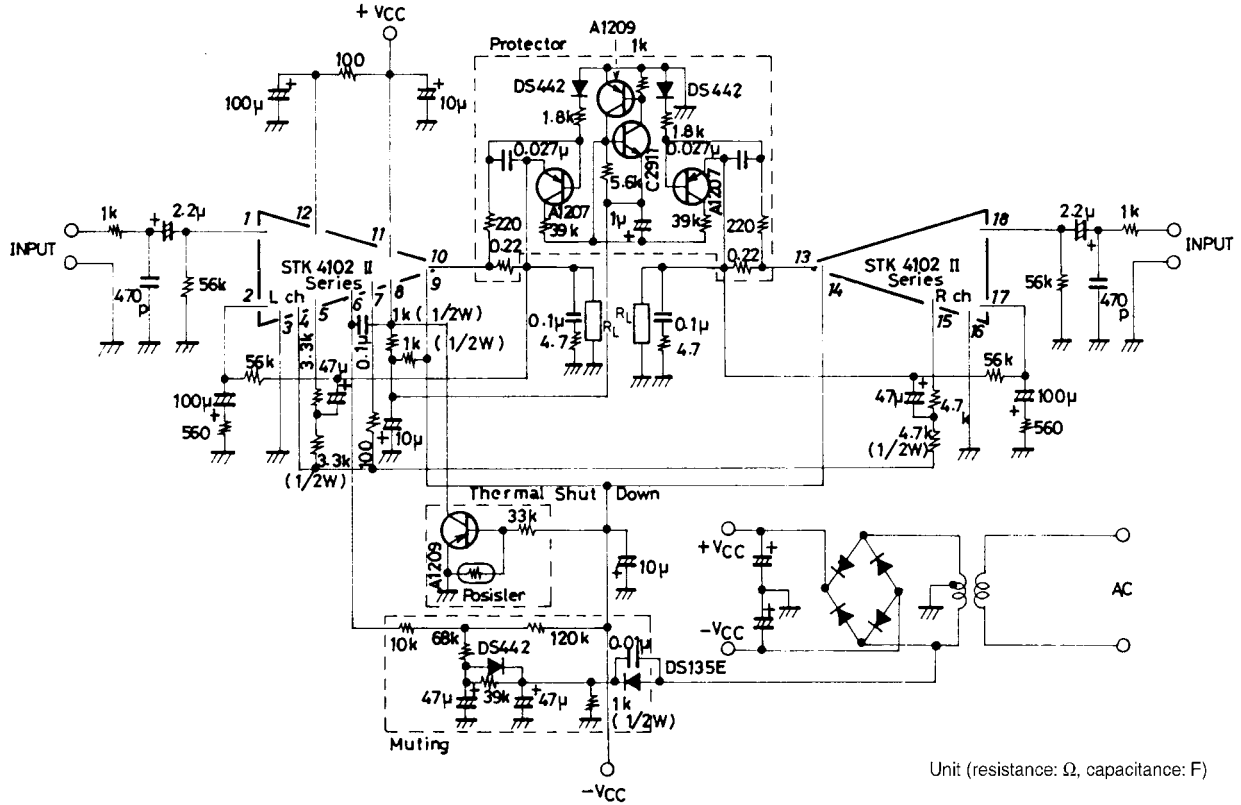 + VCC
100
100µ
+
+
10µ
A1209
Protector
1k
DS442
DS442
1.8k
1.8k
0.027µ
0.027µ
C2911
A1207
A1207
5.6k
39k
39k
1µ
+
220
220
0.22
0.22
INPUT
1k
+
2.2µ
470
P
56k
1
12
11
10
9
STK 4102 II
Series
2
L ch
3
4
5
6
7
8
13
14
18
STK 4102 II
Series
R ch
17
15
16
2.2µ
+
1k
INPUT
56k
470
P
3.3k
0.1µ
1k (1/2W)
1k
(1/2W)
0.1µ
4.7
RL
RL
0.1µ
4.7
56k
47µ
+
100µ
+
560
3.3k
(1/2W)
100
+
10µ
47µ
+
4.7
k
4.7k
(1/2W)
56k
100µ
+
560
Thermal Shut Down
33k
A1209
Posisler
+
10µ
+VCC
+
+
-VCC
AC
10k
68k
120k
DS442
0.01µ
DS135E
47µ
+
39k
+
47µ
1k
(1/2W)
Muting
-VCC
Unit (resistance: Ω, capacitance: F)